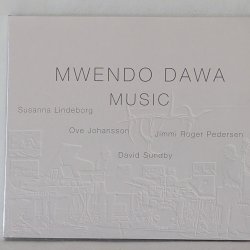 MWENDO DAWA
MUSIC
Susanna Lindeborg
Ove Johansson
Jimmi Roger Pedersen
David Sundby